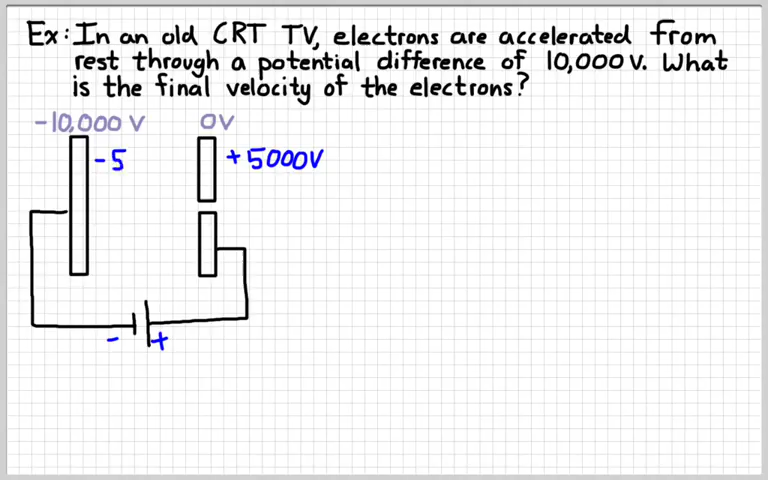 Ex: In an old CRT TV, electrons are accelerated from
rest through a potential difference of 10,000 V. What
is the final velocity of the electrons?
-10,000 V 0V
-5 +5000V
- +